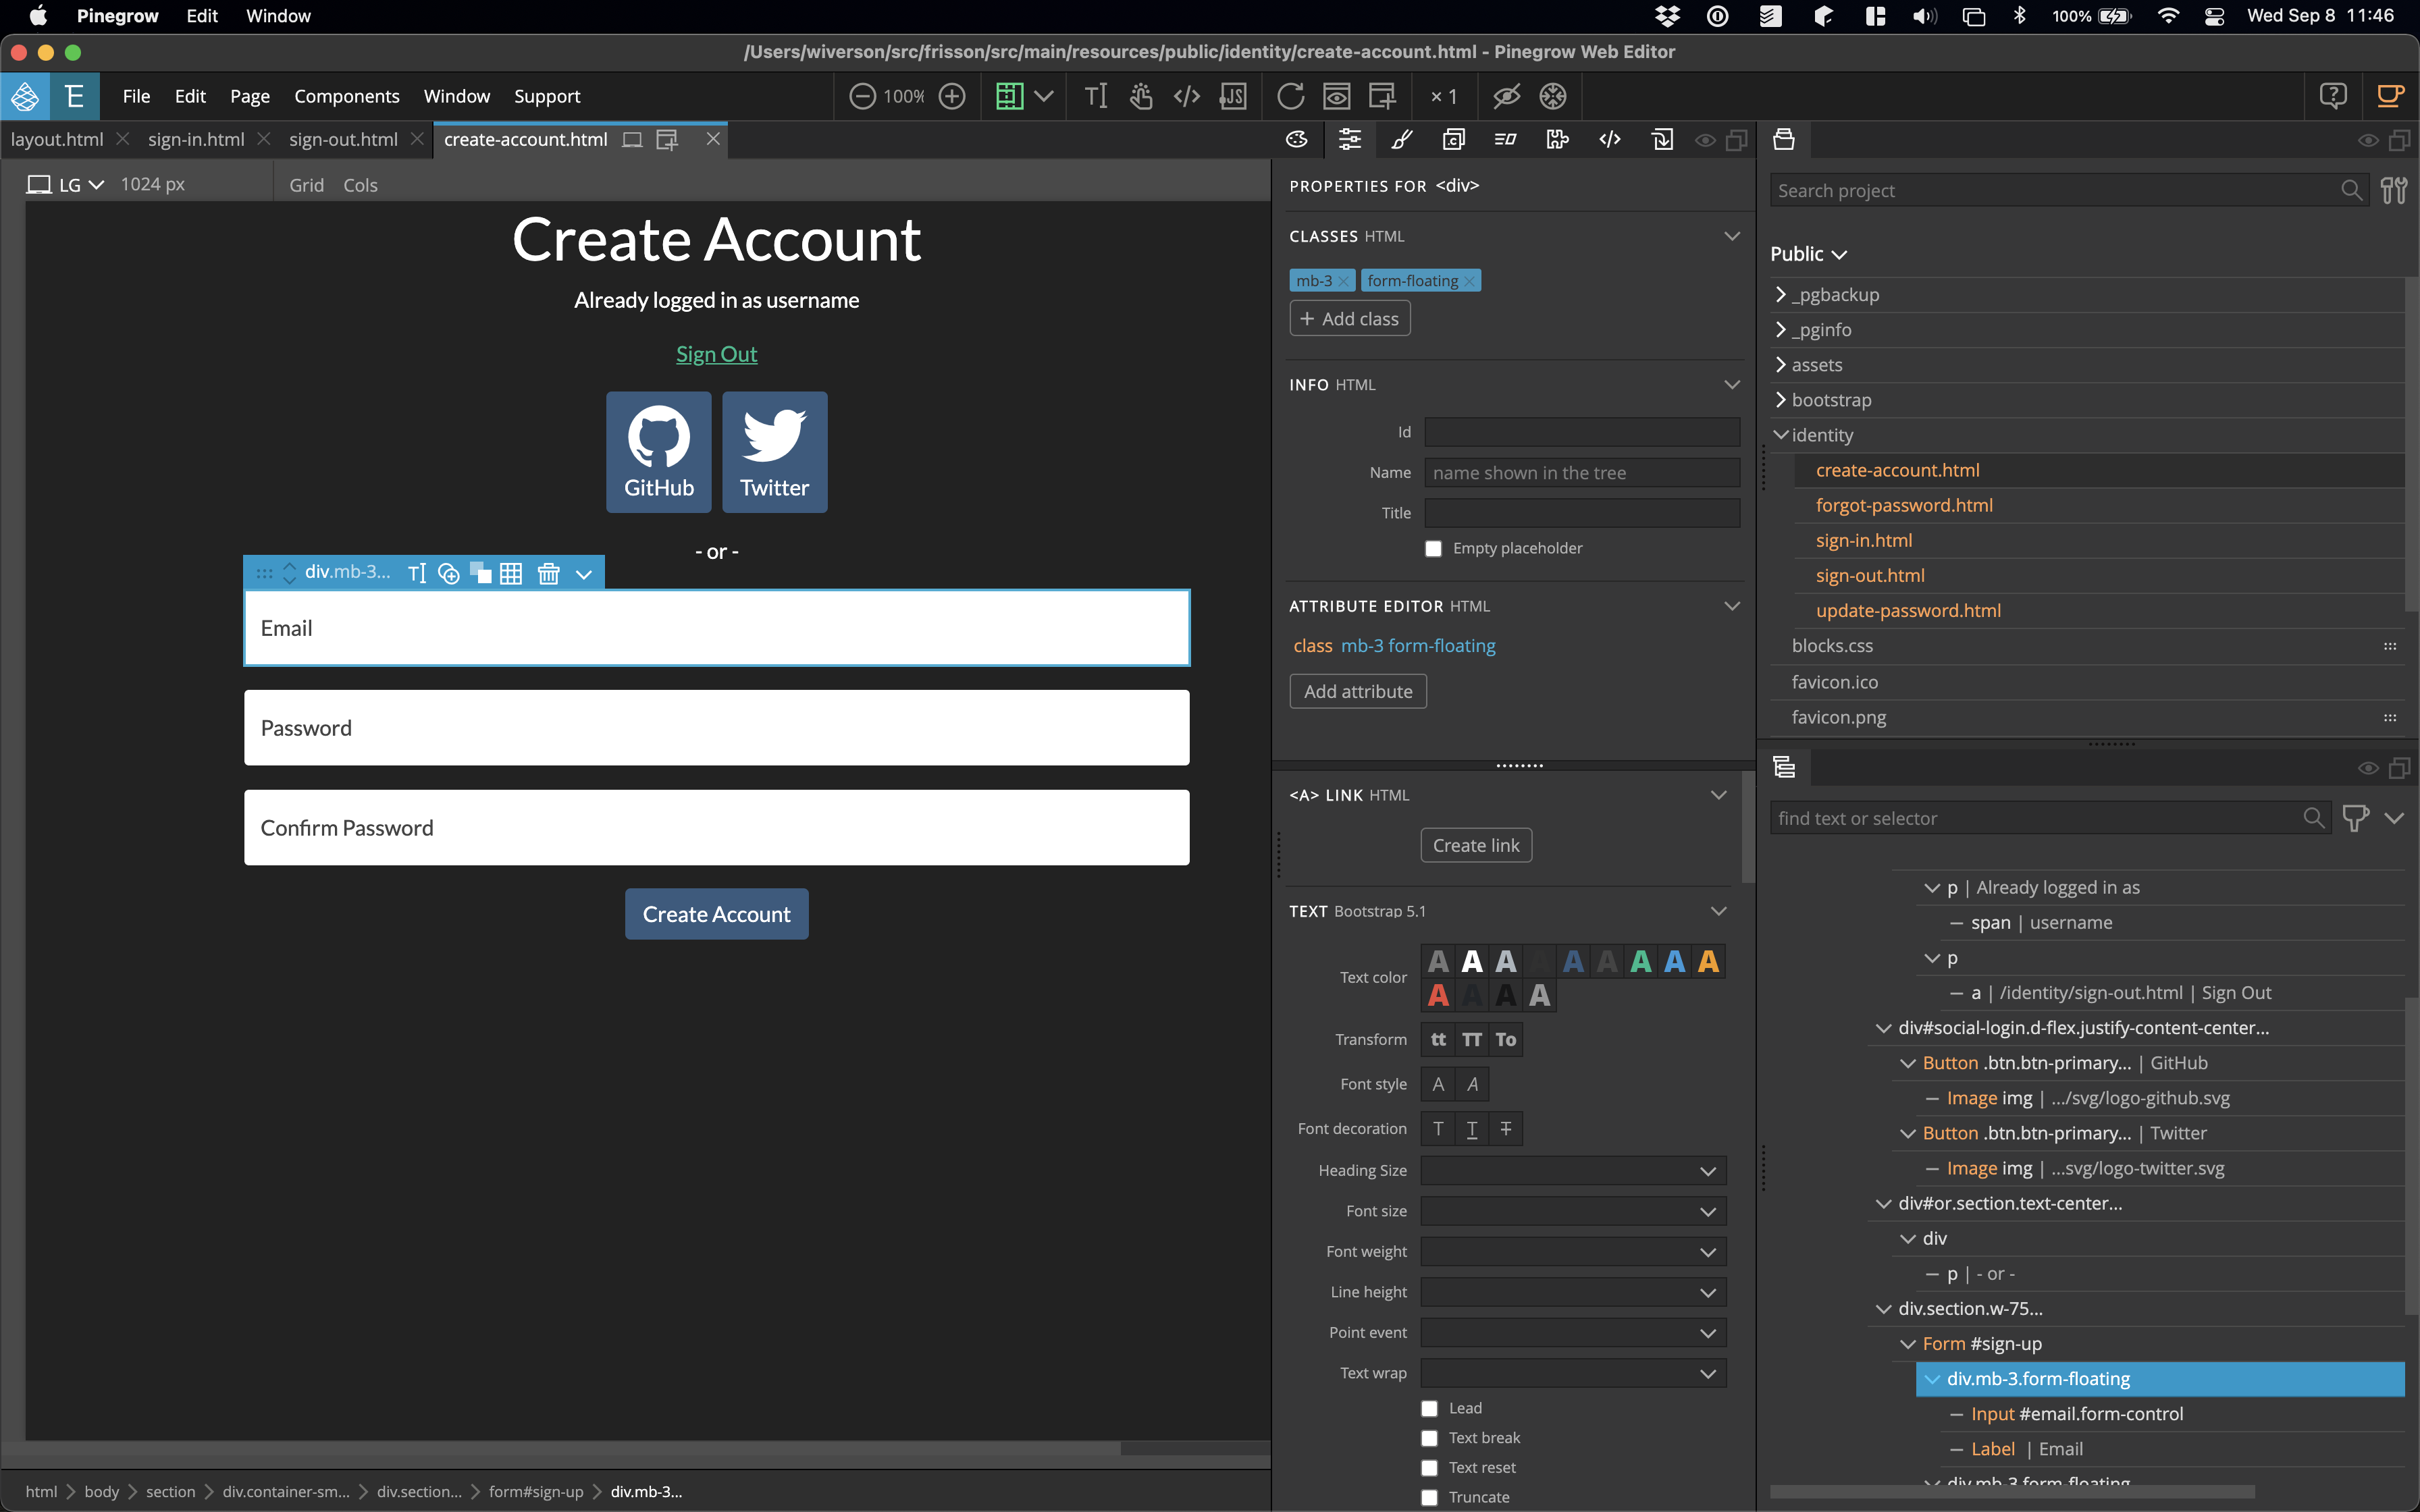 Pinegrow Edit Window 100% Wed Sep 8 11:46
/Users/wiverson/src/frisson/src/main/resources/public/identity/create-account.html - Pinegrow Web Editor
E File Edit Page Components Window Support 100% JS × 1
layout.html sign-in.html sign-out.html create-account.html
LG 1024 px Grid Cols
Create Account
Already logged in as username
Sign Out
GitHub Twitter
- or -
div.mb-3...
Email
Password
Confirm Password
Create Account
html body section div.container-sm... div.section... form#sign-up div.mb-3...
PROPERTIES FOR <div>
CLASSES HTML
mb-3 form-floating
+ Add class
INFO HTML
Id
Name name shown in the tree
Title
Empty placeholder
ATTRIBUTE EDITOR HTML
class mb-3 form-floating
Add attribute
<A> LINK HTML
Create link
TEXT Bootstrap 5.1
Text color A A A A A A A A A
A A A A
Transform tt TT To
Font style A A
Font decoration T T T
Heading Size
Font size
Font weight
Line height
Point event
Text wrap
Lead
Text break
Text reset
Truncate
Search project
Public
_pgbackup
_pginfo
assets
bootstrap
identity
create-account.html
forgot-password.html
sign-in.html
sign-out.html
update-password.html
blocks.css
favicon.ico
favicon.png
find text or selector
p | Already logged in as
span | username
p
a | /identity/sign-out.html | Sign Out
div#social-login.d-flex.justify-content-center...
Button .btn.btn-primary... | GitHub
Image img | .../svg/logo-github.svg
Button .btn.btn-primary... | Twitter
Image img | ...svg/logo-twitter.svg
div#or.section.text-center...
div
p | - or -
div.section.w-75...
Form #sign-up
div.mb-3.form-floating
Input #email.form-control
Label | Email
div.mb-3.form-floating